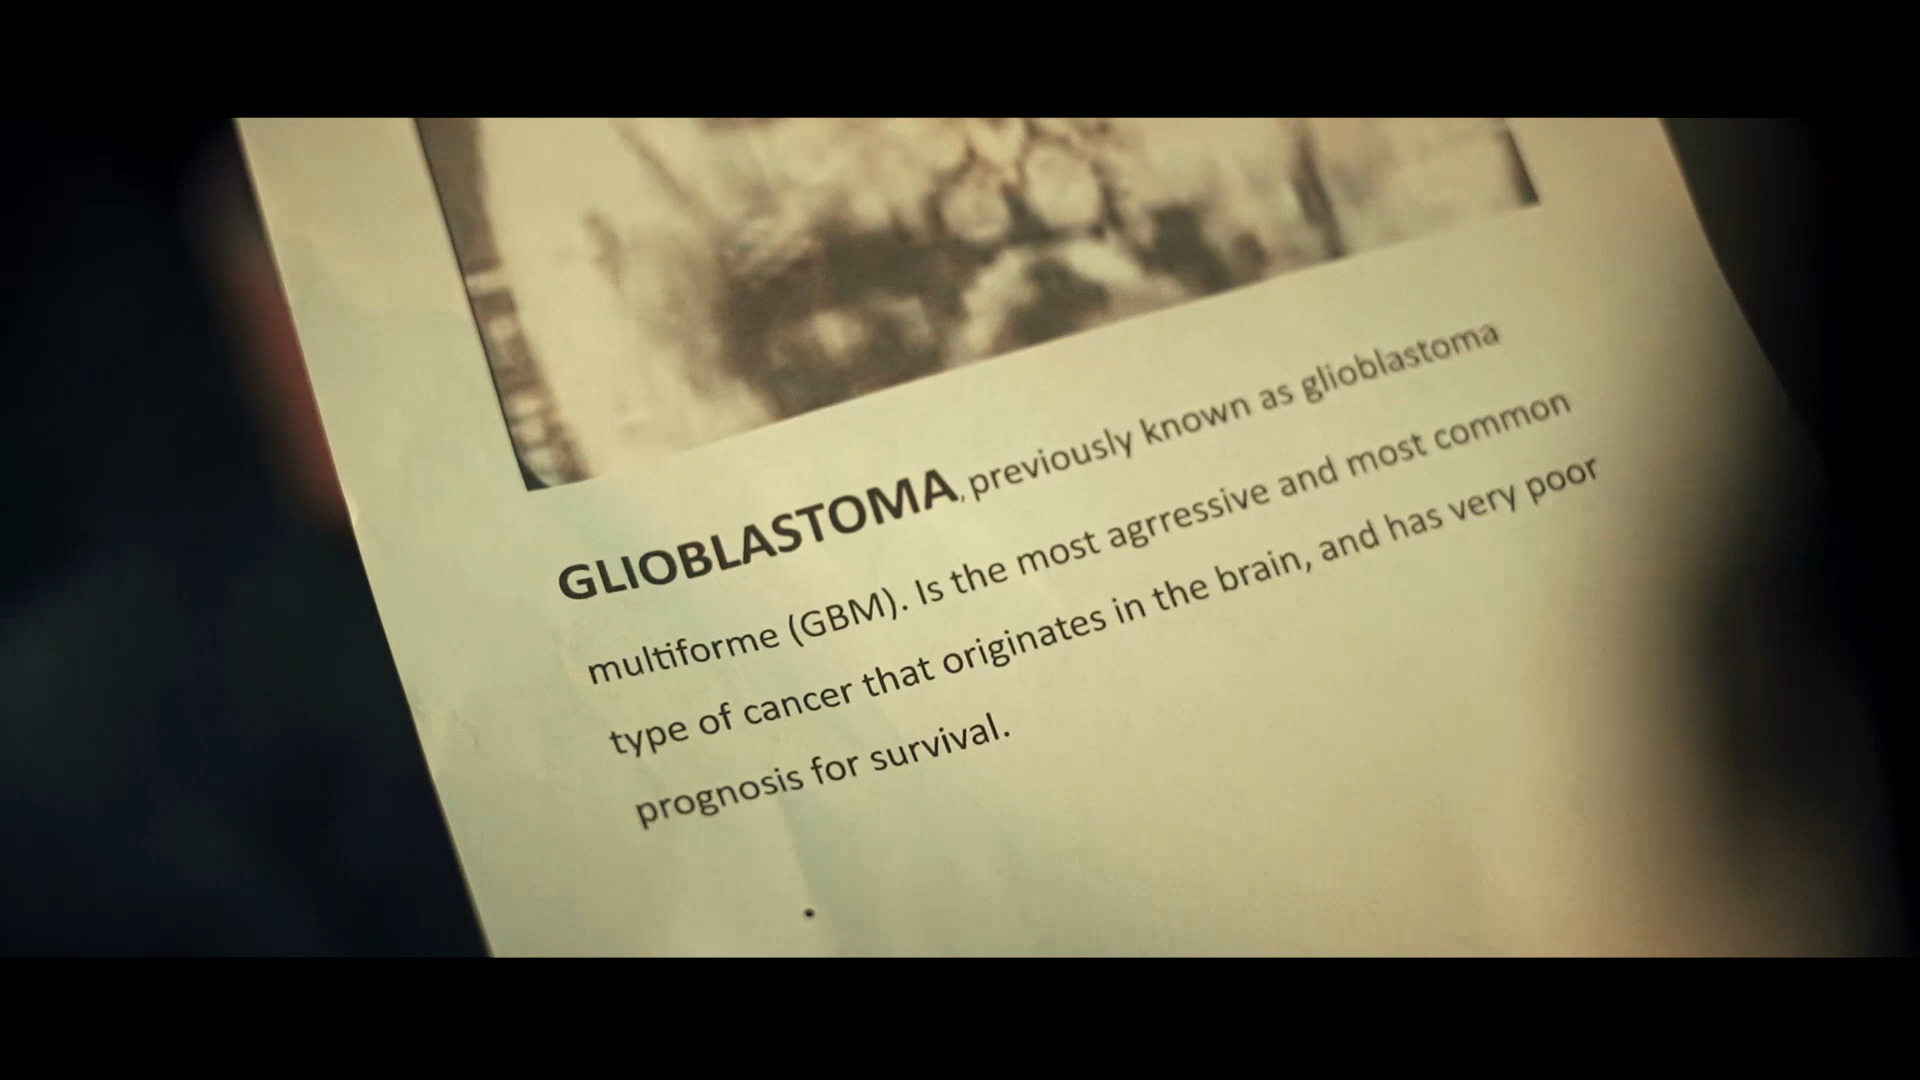 GLIOBLASTOMA, previously known as glioblastoma
multiforme (GBM). Is the most agrressive and most common
type of cancer that originates in the brain, and has very poor
prognosis for survival.